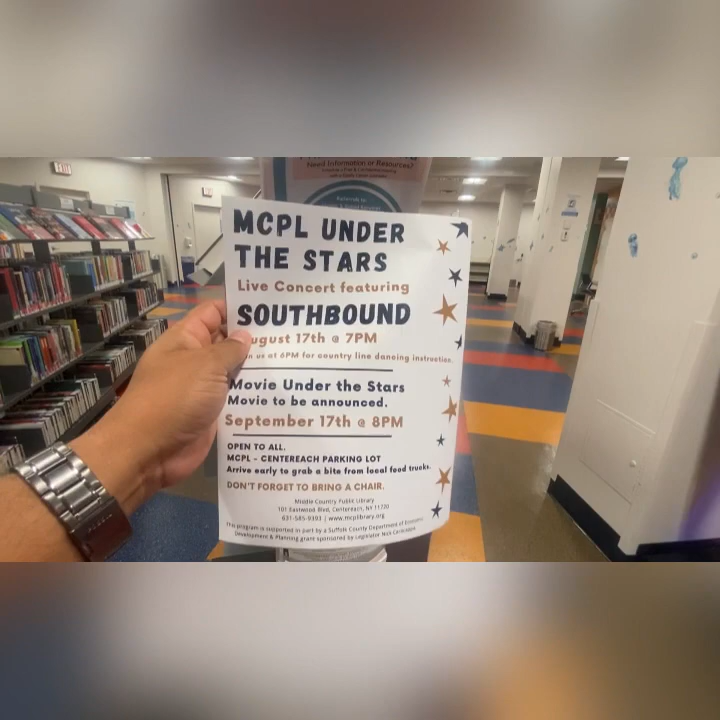 EXIT
Need Information or Resources?
MCPL UNDER
THE STARS
Live Concert featuring
SOUTHBOUND
ugust 17th @ 7PM
us at 6PM for country line dancing instruction.
Movie Under the Stars
Movie to be announced.
September 17th @ 8PM
OPEN TO ALL.
MCPL - CENTEREACH PARKING LOT
Arrive early to grab a bite from local food trucks.
DON'T FORGET TO BRING A CHAIR.
Middle Country Public Library
101 Eastwood Blvd, Centereach, NY 11720
631-585-9393 | www.mcplibrary.org
This program is supported in part by a Suffolk County Department of Economic
Development & Planning grant sponsored by Legislator Nick Caracappa.